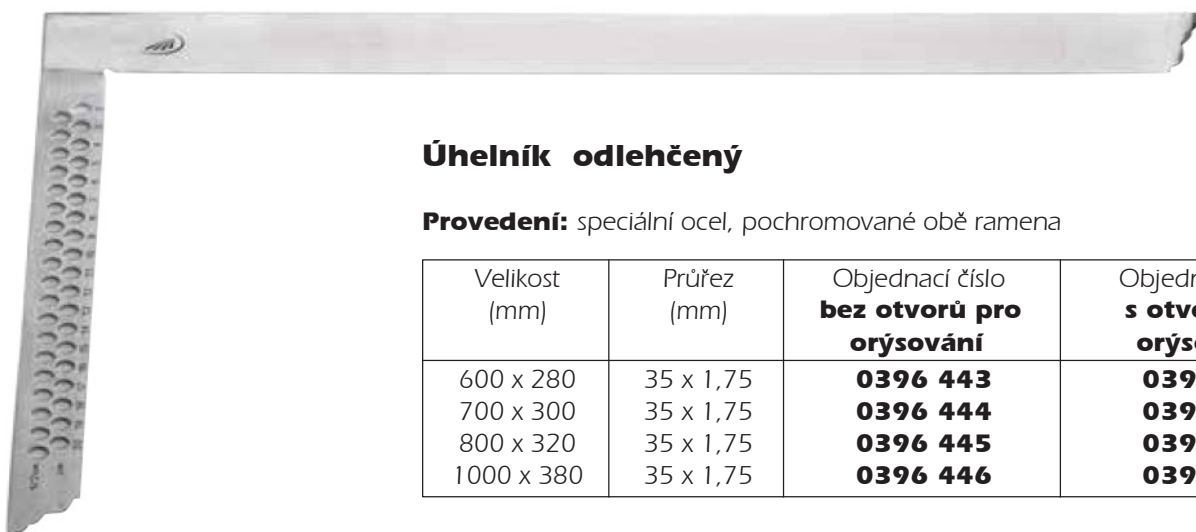 Úhelník odlehčený
Provedení: speciální ocel, pochromované obě ramena
Velikost (mm) Průřez (mm) Objednací číslo bez otvorů pro orýsování
600 x 280 35 x 1,75 0396 443
700 x 300 35 x 1,75 0396 444
800 x 320 35 x 1,75 0396 445
1000 x 380 35 x 1,75 0396 446